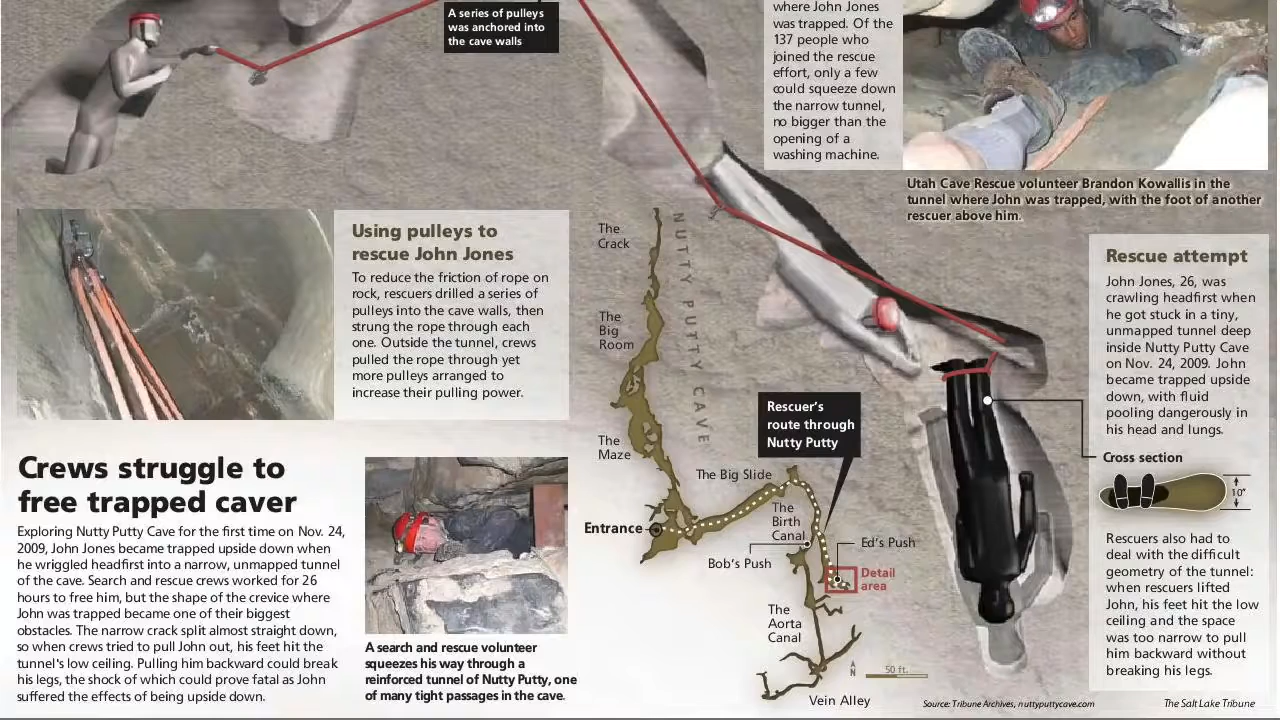 A series of pulleys
was anchored into
the cave walls
where John Jones
was trapped. Of the
137 people who
joined the rescue
effort, only a few
could squeeze down
the narrow tunnel,
no bigger than the
opening of a
washing machine.
Utah Cave Rescue volunteer Brandon Kowallis in the
tunnel where John was trapped, with the foot of another
rescuer above him.
Using pulleys to
rescue John Jones
To reduce the friction of rope on
rock, rescuers drilled a series of
pulleys into the cave walls, then
strung the rope through each
one. Outside the tunnel, crews
pulled the rope through yet
more pulleys arranged to
increase their pulling power.
Crews struggle to
free trapped caver
Exploring Nutty Putty Cave for the first time on Nov. 24,
2009, John Jones became trapped upside down when
he wriggled headfirst into a narrow, unmapped tunnel
of the cave. Search and rescue crews worked for 26
hours to free him, but the shape of the crevice where
John was trapped became one of their biggest
obstacles. The narrow crack split almost straight down,
so when crews tried to pull John out, his feet hit the
tunnel's low ceiling. Pulling him backward could break
his legs, the shock of which could prove fatal as John
suffered the effects of being upside down.
A search and rescue volunteer
squeezes his way through a
reinforced tunnel of Nutty Putty, one
of many tight passages in the cave.
NUTTY PUTTY CAVE
The
Crack
The
Big
Room
The
Maze
The Big Slide
Entrance
The
Birth
Canal
Bob's Push
Ed's Push
Detail
area
The
Aorta
Canal
Vein Alley
N
50 ft.
Rescuer's
route through
Nutty Putty
Rescue attempt
John Jones, 26, was
crawling headfirst when
he got stuck in a tiny,
unmapped tunnel deep
inside Nutty Putty Cave
on Nov. 24, 2009. John
became trapped upside
down, with fluid
pooling dangerously in
his head and lungs.
Cross section
10"
Rescuers also had to
deal with the difficult
geometry of the tunnel:
when rescuers lifted
John, his feet hit the low
ceiling and the space
was too narrow to pull
him backward without
breaking his legs.
Source: Tribune Archives, nuttyputtycave.com
The Salt Lake Tribune